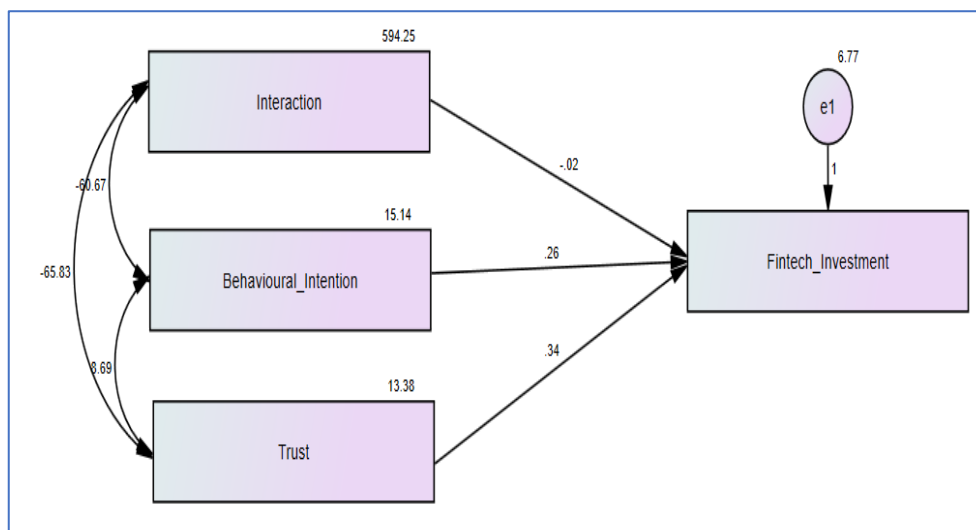 594.25
Interaction
6.77
e1
-.02
1
-60.67
15.14
Behavioural_Intention
.26
Fintech_Investment
-65.83
.34
8.69
13.38
Trust